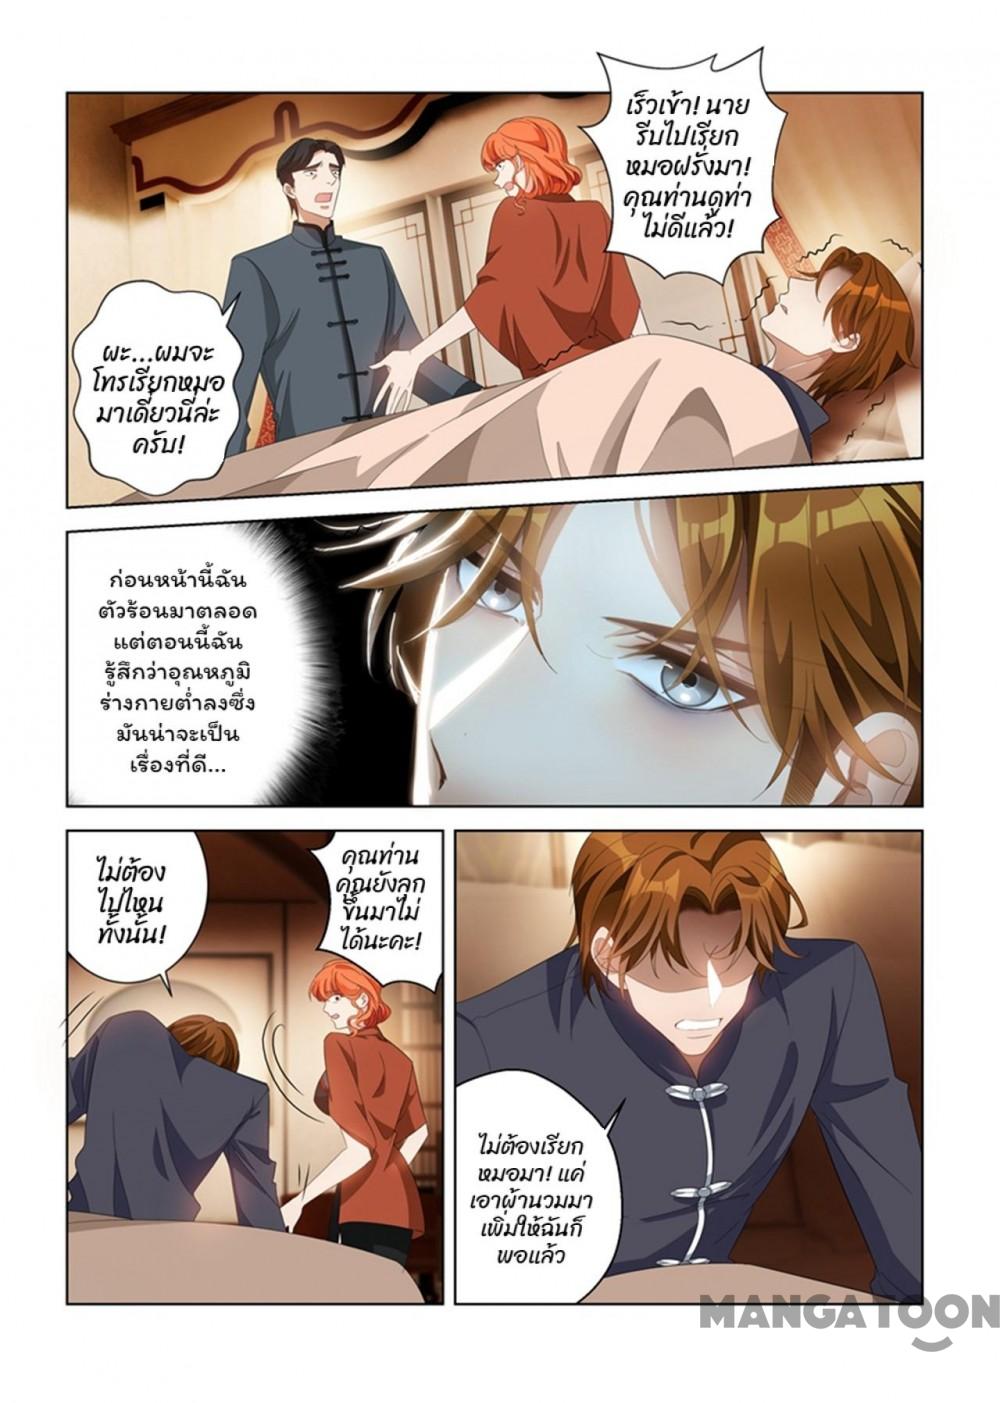 เร็วเข้า! นาย
รีบไปเรียก
หมอฝรั่งมา!
คุณท่านดูท่า
ไม่ดีแล้ว!
ผะ...ผมจะ
โทรเรียกหมอ
มาเดี๋ยวนี้ล่ะ
ครับ!
ก่อนหน้านี้ฉัน
ตัวร้อนมาตลอด
แต่ตอนนี้ฉัน
รู้สึกว่าอุณหภูมิ
ร่างกายต่ำลงซึ่ง
มันน่าจะเป็น
เรื่องที่ดี...
ไม่ต้อง
ไปไหน
ทั้งนั้น!
คุณท่าน
คุณยังลุก
ขึ้นมาไม่
ได้นะคะ!
ไม่ต้องเรียก
หมอมา! แค่
เอาผ้านวมมา
เพิ่มให้ฉันก็
พอแล้ว
MANGATOON